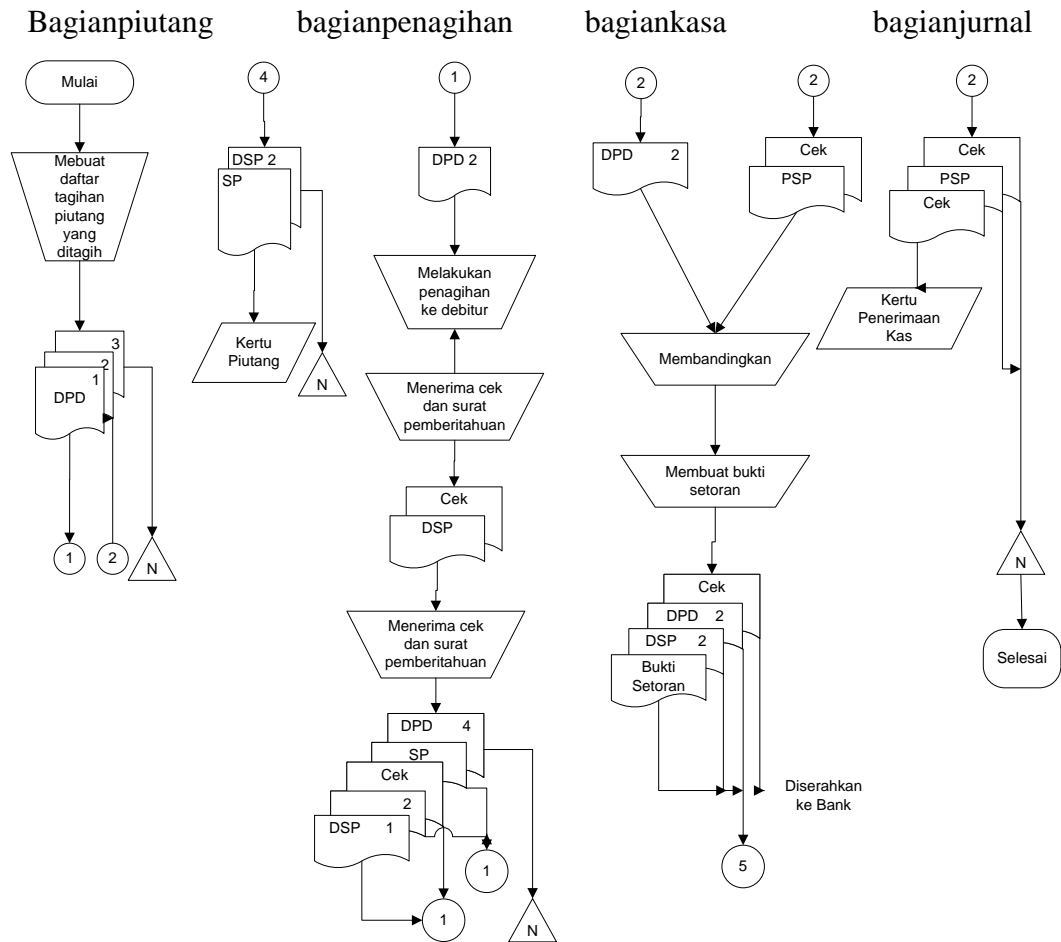 Bagianpiutang
bagianpenagihan
bagiankasa
bagianjurnal
Mulai
Mebuat
daftar
tagihan
piutang
yang
ditagih
3
2
1
DPD
1
2
N
4
DSP 2
SP
Kertu
Piutang
N
1
DPD 2
Melakukan
penagihan
ke debitur
Menerima cek
dan surat
pemberitahuan
Cek
DSP
Menerima cek
dan surat
pemberitahuan
DPD 4
SP
Cek
2
DSP 1
1
1
N
2
2
DPD 2
Cek
PSP
Membandingkan
Membuat bukti
setoran
Cek
DPD 2
DSP 2
Bukti
Setoran
Diserahkan
ke Bank
5
2
Cek
PSP
Cek
Kertu
Penerimaan
Kas
N
Selesai